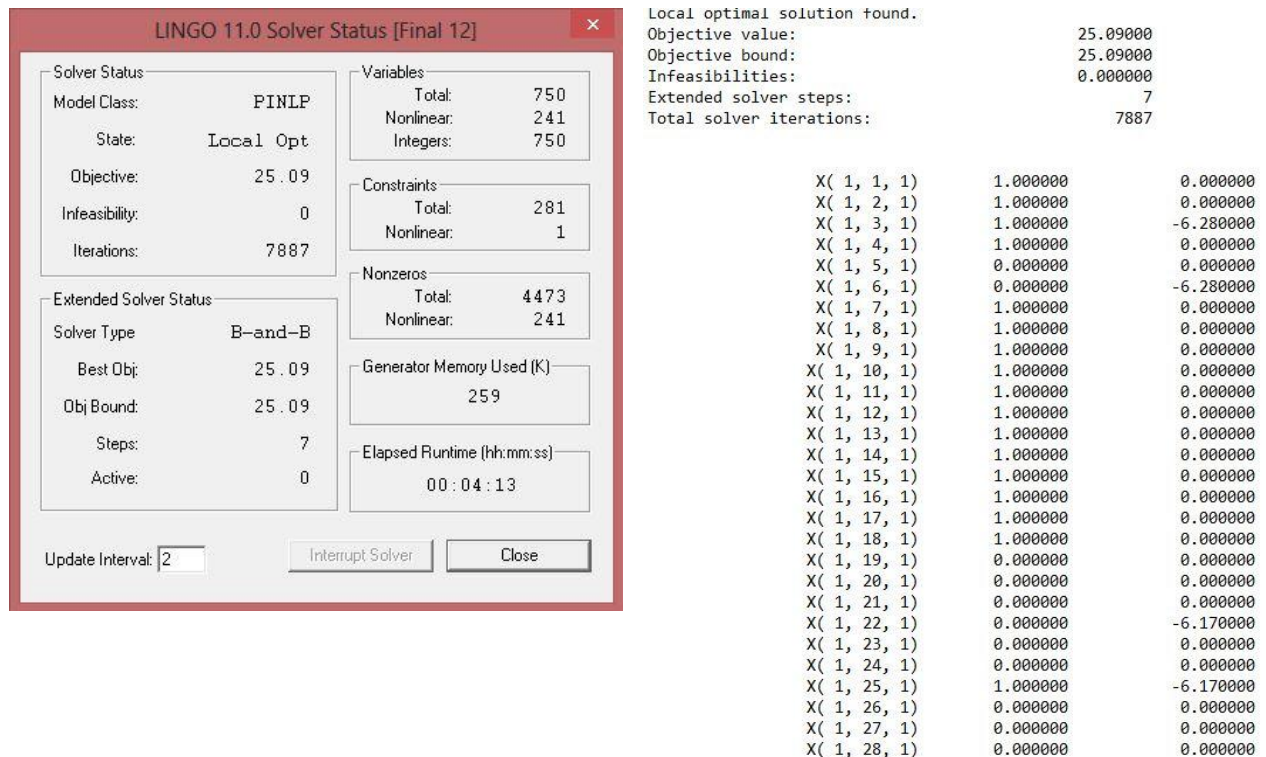 LINGO 11.0 Solver Status [Final 12]
x
Solver Status
Model Class: PINLP
State: Local Opt
Objective: 25.09
Infeasibility: 0
Iterations: 7887
Extended Solver Status
Solver Type B-and-B
Best Obj: 25.09
Obj Bound: 25.09
Steps: 7
Active: 0
Update Interval: 2
Variables
Total: 750
Nonlinear: 241
Integers: 750
Constraints
Total: 281
Nonlinear: 1
Nonzeros
Total: 4473
Nonlinear: 241
Generator Memory Used (K)
259
Elapsed Runtime (hh:mm:ss)
00:04:13
Interrupt Solver
Close
Local optimal solution found.
Objective value: 25.09000
Objective bound: 25.09000
Infeasibilities: 0.000000
Extended solver steps: 7
Total solver iterations: 7887
X( 1, 1, 1) 1.000000 0.000000
X( 1, 2, 1) 1.000000 0.000000
X( 1, 3, 1) 1.000000 -6.280000
X( 1, 4, 1) 1.000000 0.000000
X( 1, 5, 1) 0.000000 0.000000
X( 1, 6, 1) 0.000000 -6.280000
X( 1, 7, 1) 1.000000 0.000000
X( 1, 8, 1) 1.000000 0.000000
X( 1, 9, 1) 1.000000 0.000000
X( 1, 10, 1) 1.000000 0.000000
X( 1, 11, 1) 1.000000 0.000000
X( 1, 12, 1) 1.000000 0.000000
X( 1, 13, 1) 1.000000 0.000000
X( 1, 14, 1) 1.000000 0.000000
X( 1, 15, 1) 1.000000 0.000000
X( 1, 16, 1) 1.000000 0.000000
X( 1, 17, 1) 1.000000 0.000000
X( 1, 18, 1) 1.000000 0.000000
X( 1, 19, 1) 0.000000 0.000000
X( 1, 20, 1) 0.000000 0.000000
X( 1, 21, 1) 0.000000 0.000000
X( 1, 22, 1) 0.000000 -6.170000
X( 1, 23, 1) 0.000000 0.000000
X( 1, 24, 1) 0.000000 0.000000
X( 1, 25, 1) 1.000000 -6.170000
X( 1, 26, 1) 0.000000 0.000000
X( 1, 27, 1) 0.000000 0.000000
X( 1, 28, 1) 0.000000 0.000000